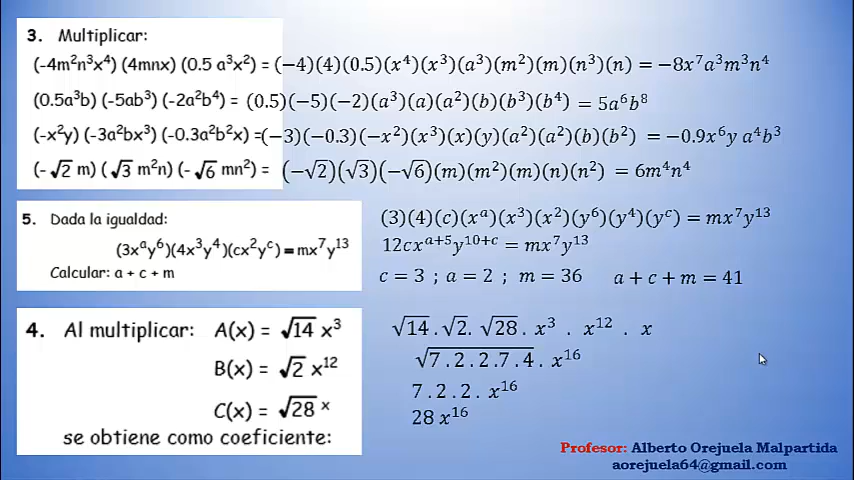 3. Multiplicar:
(-4m²n³x⁴) (4mnx) (0.5 a³x²) = (−4)(4)(0.5)(x⁴)(x³)(a³)(m²)(m)(n³)(n) = −8x⁷a³m³n⁴
(0.5a³b) (-5ab³) (-2a²b⁴) = (0.5)(−5)(−2)(a³)(a)(a²)(b)(b³)(b⁴) = 5a⁶b⁸
(-x²y) (-3a²bx³) (-0.3a²b²x) =(−3)(−0.3)(−x²)(x³)(x)(y)(a²)(a²)(b)(b²) = −0.9x⁶y a⁴b³
(-√2 m) (√3 m²n) (-√6 mn²) = (−√2)(√3)(−√6)(m)(m²)(m)(n)(n²) = 6m⁴n⁴
5. Dada la igualdad:
(3xᵃy⁶)(4x³y⁴)(cx²yᶜ)=mx⁷y¹³
Calcular: a + c + m
(3)(4)(c)(xᵃ)(x³)(x²)(y⁶)(y⁴)(yᶜ) = mx⁷y¹³
12cxᵃ⁺⁵y¹⁰⁺ᶜ = mx⁷y¹³
c = 3 ; a = 2 ; m = 36 a + c + m = 41
4. Al multiplicar: A(x) = √14 x³
B(x) = √2 x¹²
C(x) = √28 ˣ
se obtiene como coeficiente:
√14 . √2. √28 . x³ . x¹² . x
√7 . 2 . 2 . 7 . 4 . x¹⁶
7 . 2 . 2 . x¹⁶
28 x¹⁶
Profesor: Alberto Orejuela Malpartida
aorejuela64@gmail.com